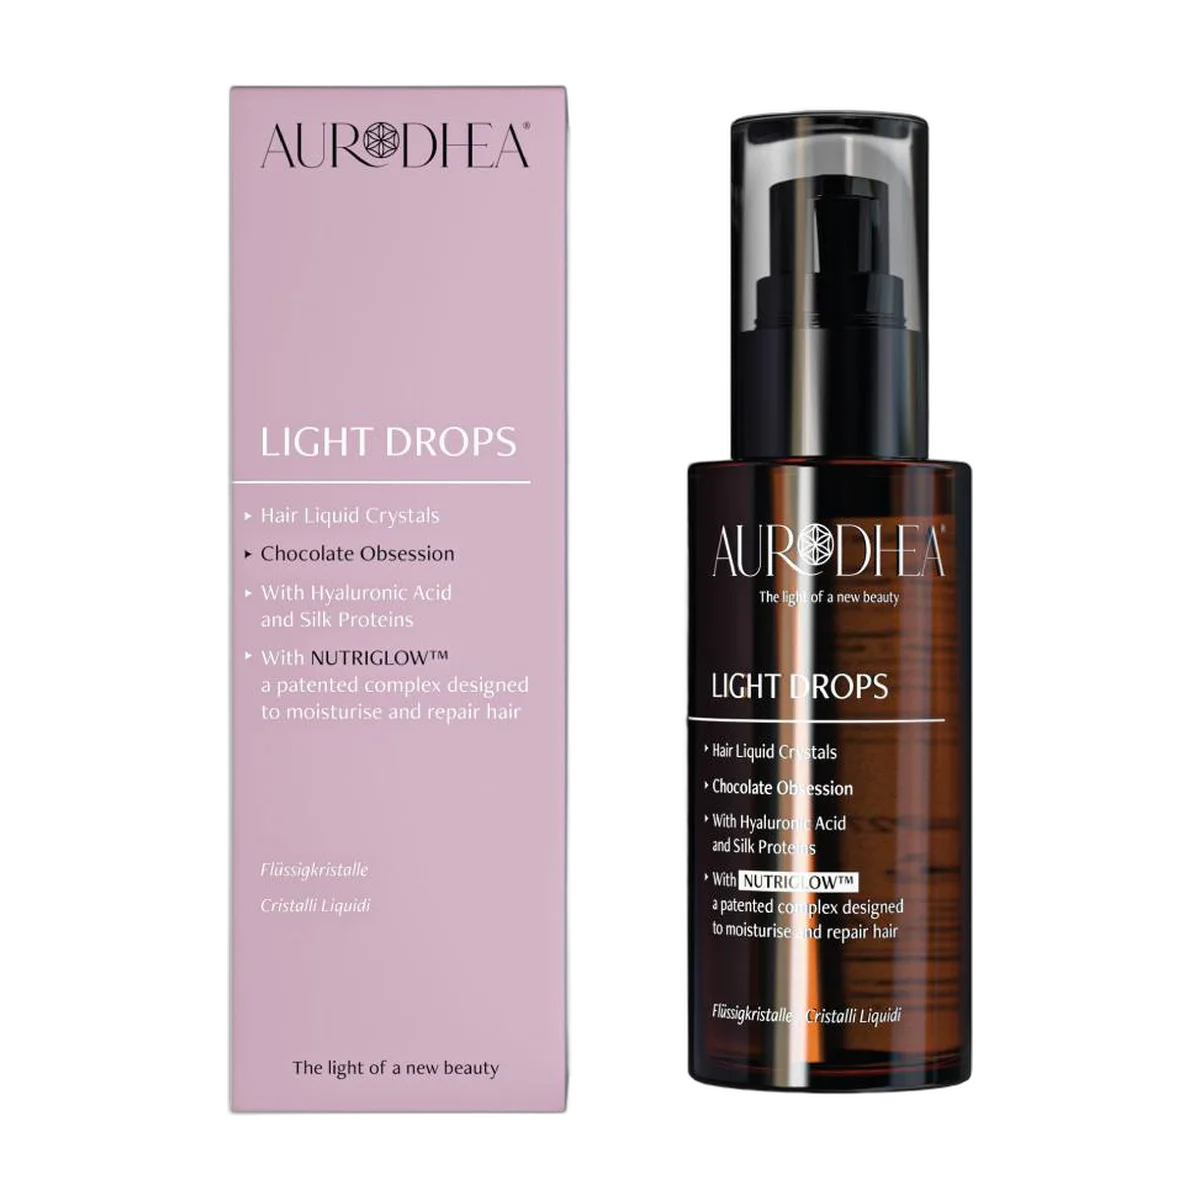 AURODHEA®
LIGHT DROPS
Hair Liquid Crystals
Chocolate Obsession
With Hyaluronic Acid
and Silk Proteins
With NUTRIGLOW™
a patented complex designed
to moisturise and repair hair
Flüssigkristalle
Cristalli Liquidi
The light of a new beauty
AURODHEA®
The light of a new beauty
LIGHT DROPS
Hair Liquid Crystals
Chocolate Obsession
With Hyaluronic Acid
and Silk Proteins
With NUTRIGLOW™
a patented complex designed
to moisturise and repair hair
Flüssigkristalle Cristalli Liquidi